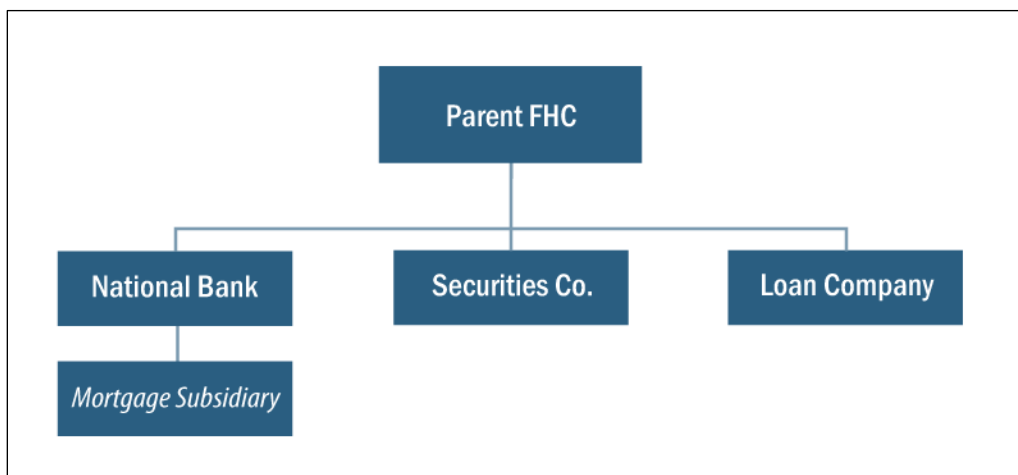 Parent FHC
National Bank
Securities Co.
Loan Company
Mortgage Subsidiary